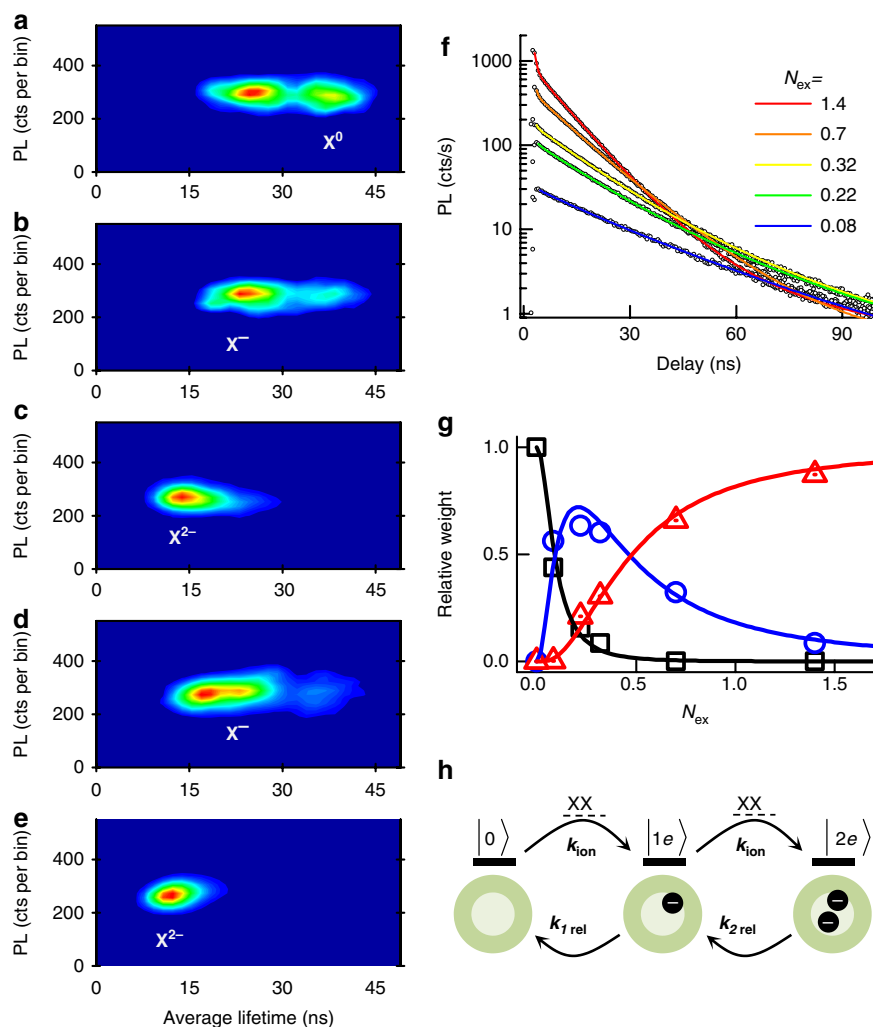 a
PL (cts per bin)
400
200
0
0 15 30 45
X⁰
b
PL (cts per bin)
400
200
0
0 15 30 45
X⁻
c
PL (cts per bin)
400
200
0
0 15 30 45
X²⁻
d
PL (cts per bin)
400
200
0
0 15 30 45
X⁻
e
PL (cts per bin)
400
200
0
0 15 30 45
X²⁻
Average lifetime (ns)
f
PL (cts/s)
1000
100
10
1
0 30 60 90
Delay (ns)
Nex=
1.4
0.7
0.32
0.22
0.08
g
Relative weight
1.0
0.5
0.0
0.0 0.5 1.0 1.5
Nex
h
XX XX
|0⟩ |1e⟩ |2e⟩
kion kion
k1 rel k2 rel
− − −